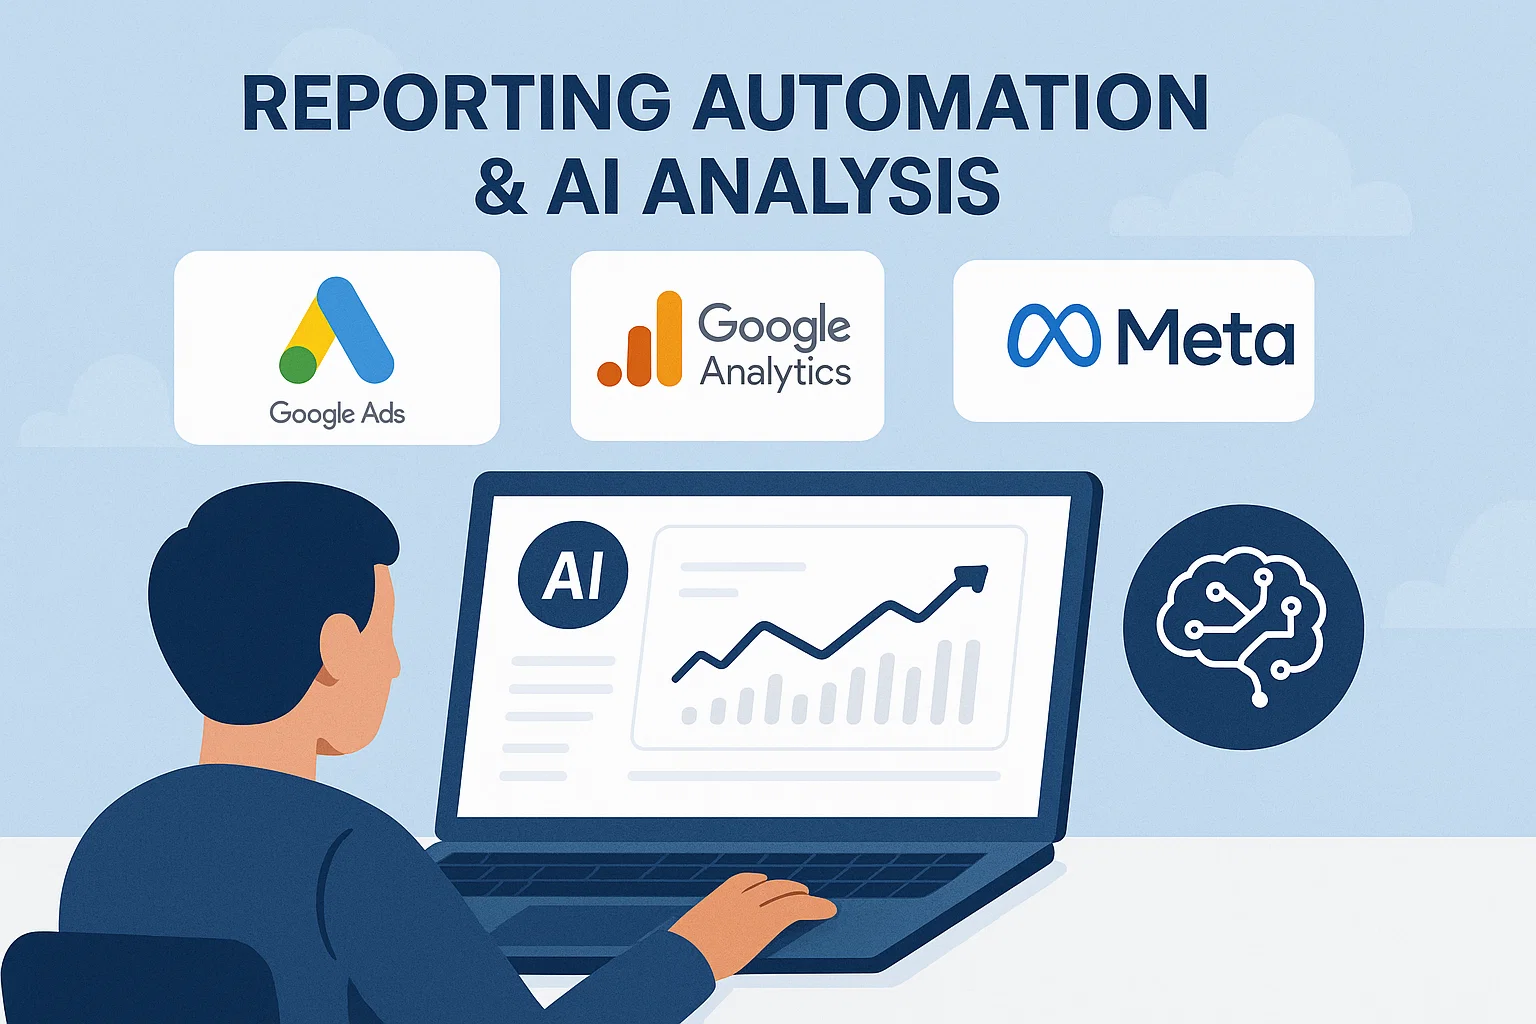 REPORTING AUTOMATION
& AI ANALYSIS
Google Ads
Google
Analytics
Meta
AI